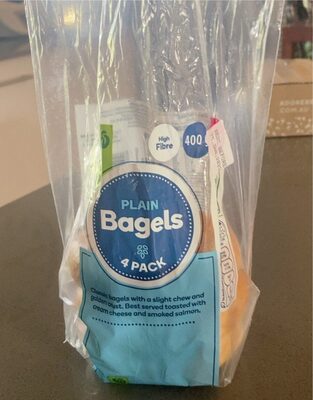 High
Fibre
400g
PLAIN
Bagels
4 PACK
Classic bagels with a slight chew and
golden crust. Best served toasted with
cream cheese and smoked salmon.